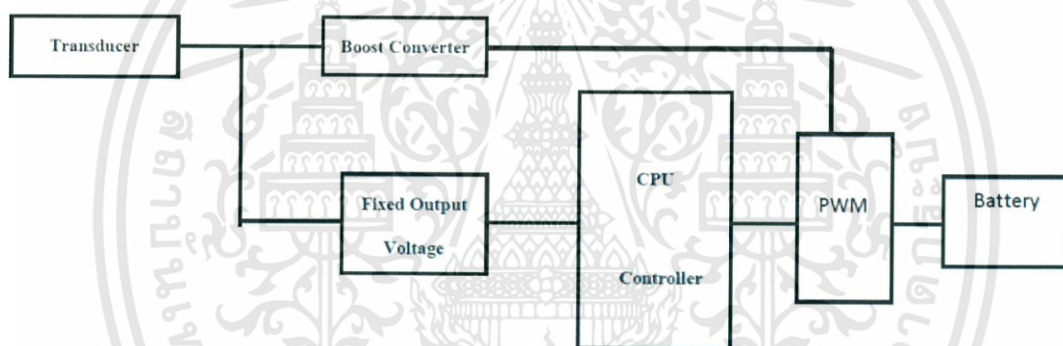 Transducer
Boost Converter
Fixed Output
Voltage
CPU
Controller
PWM
Battery